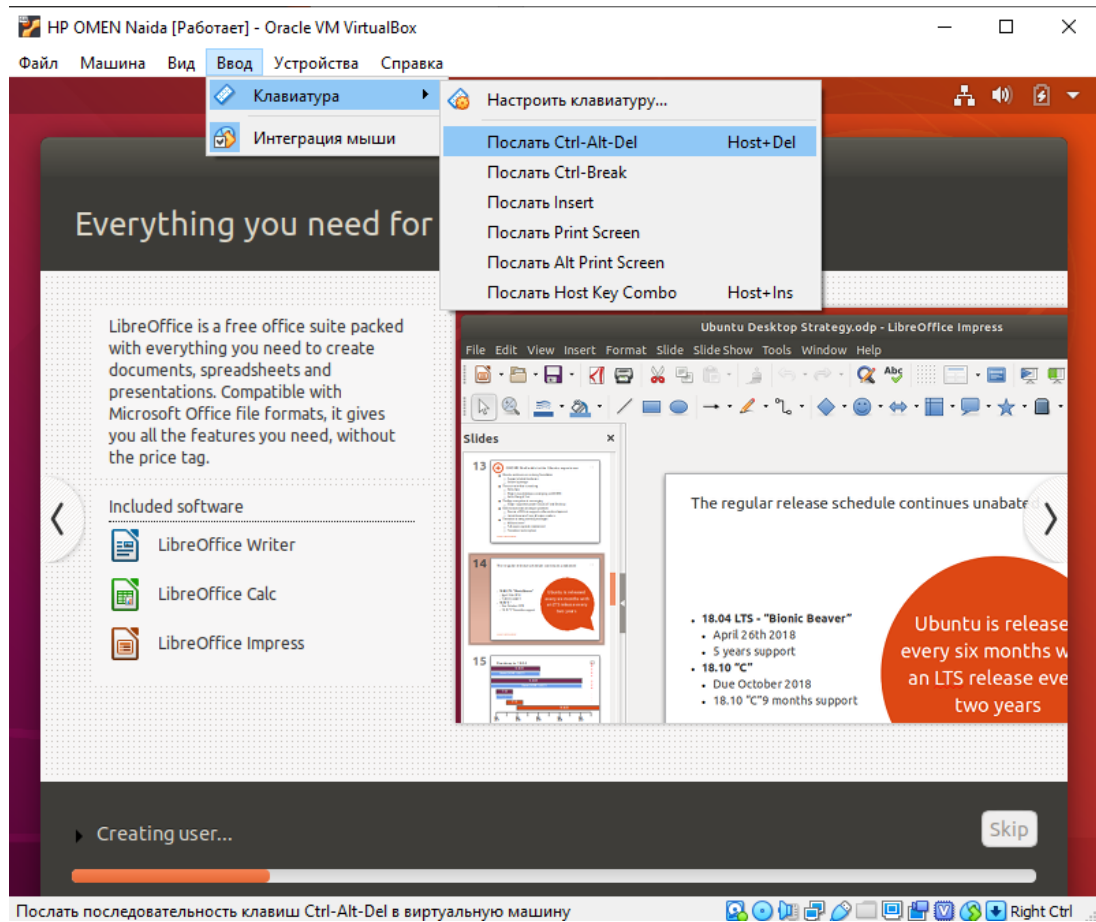 HP OMEN Naida [Работает] - Oracle VM VirtualBox
Файл Машина Вид Ввод Устройства Справка
Клавиатура
Интеграция мыши
Настроить клавиатуру...
Послать Ctrl-Alt-Del Host+Del
Послать Ctrl-Break
Послать Insert
Послать Print Screen
Послать Alt Print Screen
Послать Host Key Combo Host+Ins
Everything you need for
LibreOffice is a free office suite packed
with everything you need to create
documents, spreadsheets and
presentations. Compatible with
Microsoft Office file formats, it gives
you all the features you need, without
the price tag.
Included software
LibreOffice Writer
LibreOffice Calc
LibreOffice Impress
Ubuntu Desktop Strategy.odp - LibreOffice Impress
File Edit View Insert Format Slide Slide Show Tools Window Help
Abc
Slides
13
14
15
The regular release schedule continues unabate
18.04 LTS - "Bionic Beaver"
April 26th 2018
5 years support
18.10 "C"
Due October 2018
18.10 "C"9 months support
Ubuntu is release
every six months w
an LTS release eve
two years
Creating user...
Skip
Послать последовательность клавиш Ctrl-Alt-Del в виртуальную машину
Right Ctrl